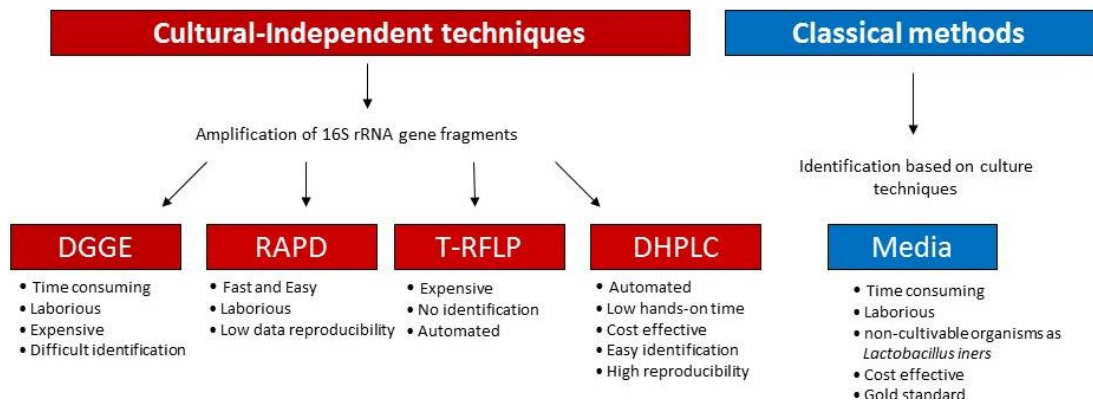 Cultural-Independent techniques
Classical methods
Amplification of 16S rRNA gene fragments
Identification based on culture
techniques
DGGE
• Time consuming
• Laborious
• Expensive
• Difficult identification
RAPD
• Fast and Easy
• Laborious
• Low data reproducibility
T-RFLP
• Expensive
• No identification
• Automated
DHPLC
• Automated
• Low hands-on time
• Cost effective
• Easy identification
• High reproducibility
Media
• Time consuming
• Laborious
• non-cultivable organisms as
Lactobacillus iners
• Cost effective
• Gold standard